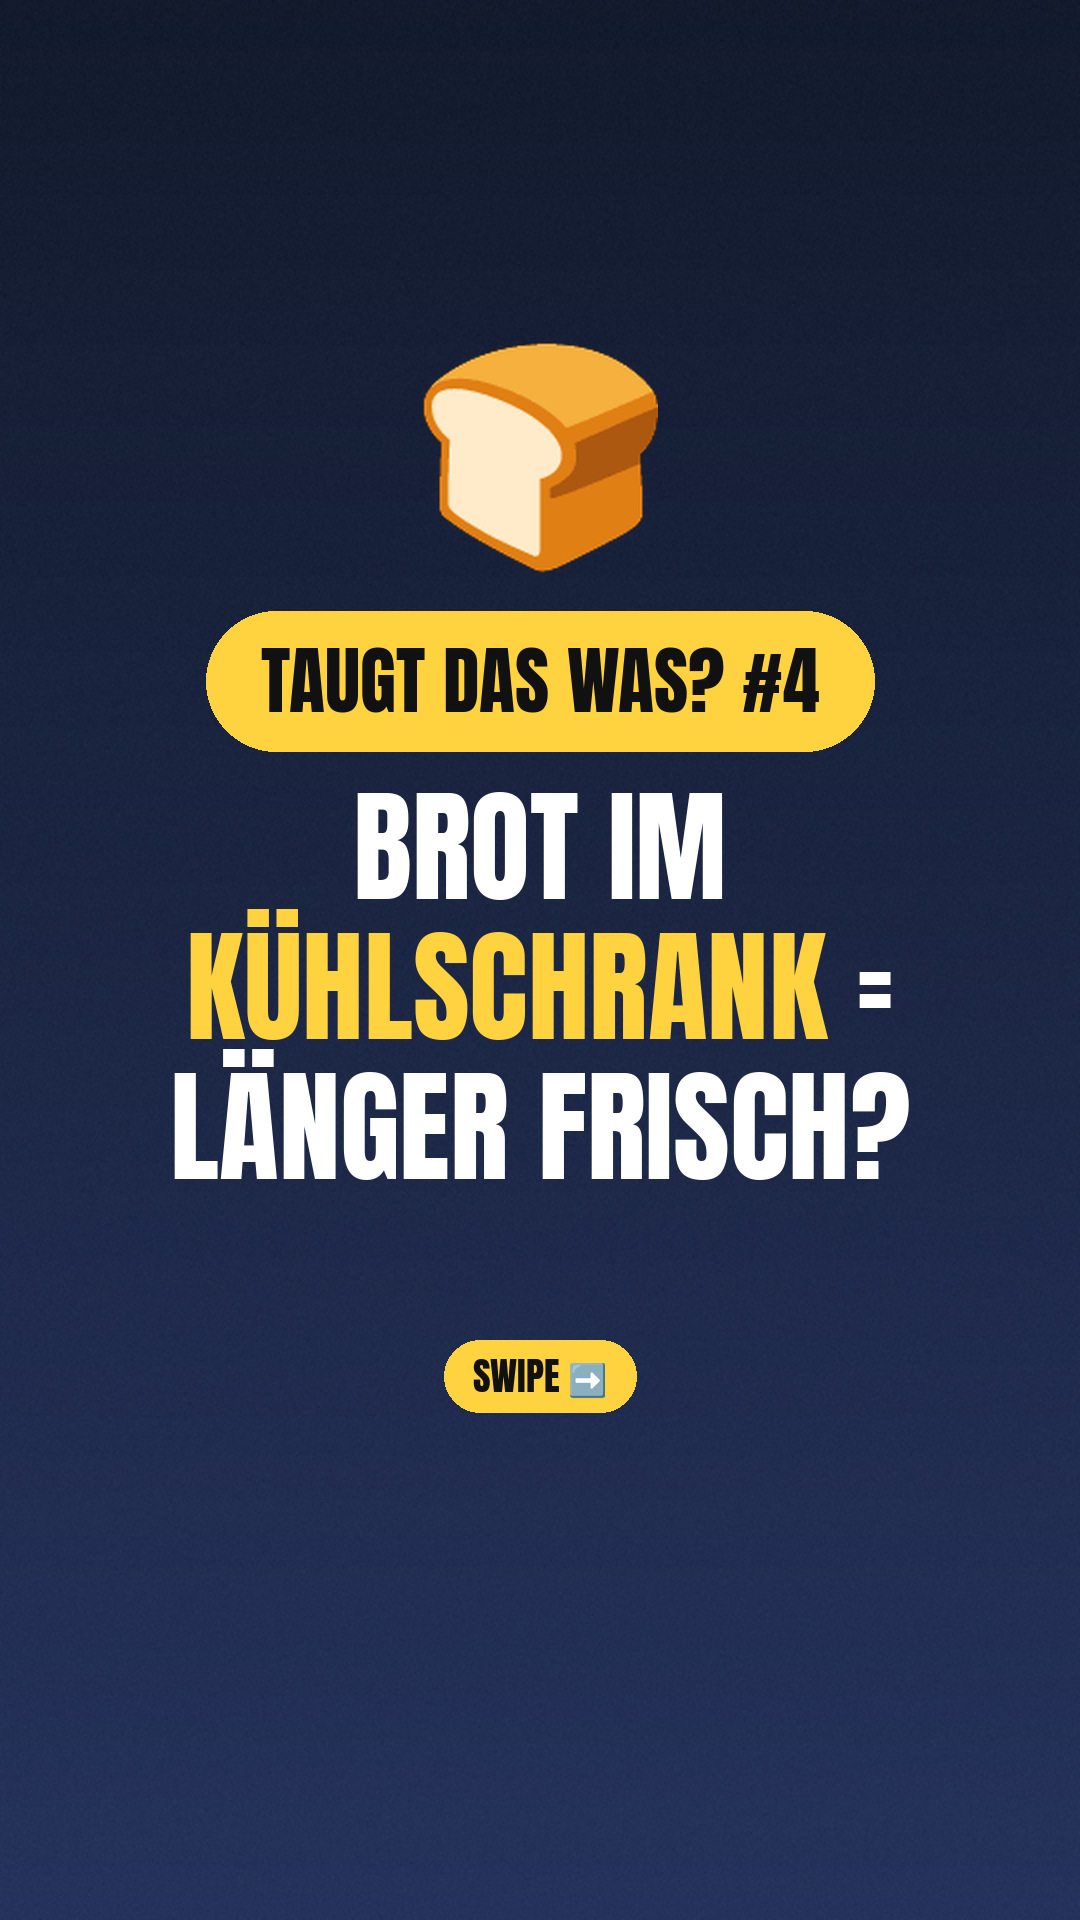 TAUGT DAS WAS? #4
BROT IM
KÜHLSCHRANK =
LÄNGER FRISCH?
SWIPE ➡️